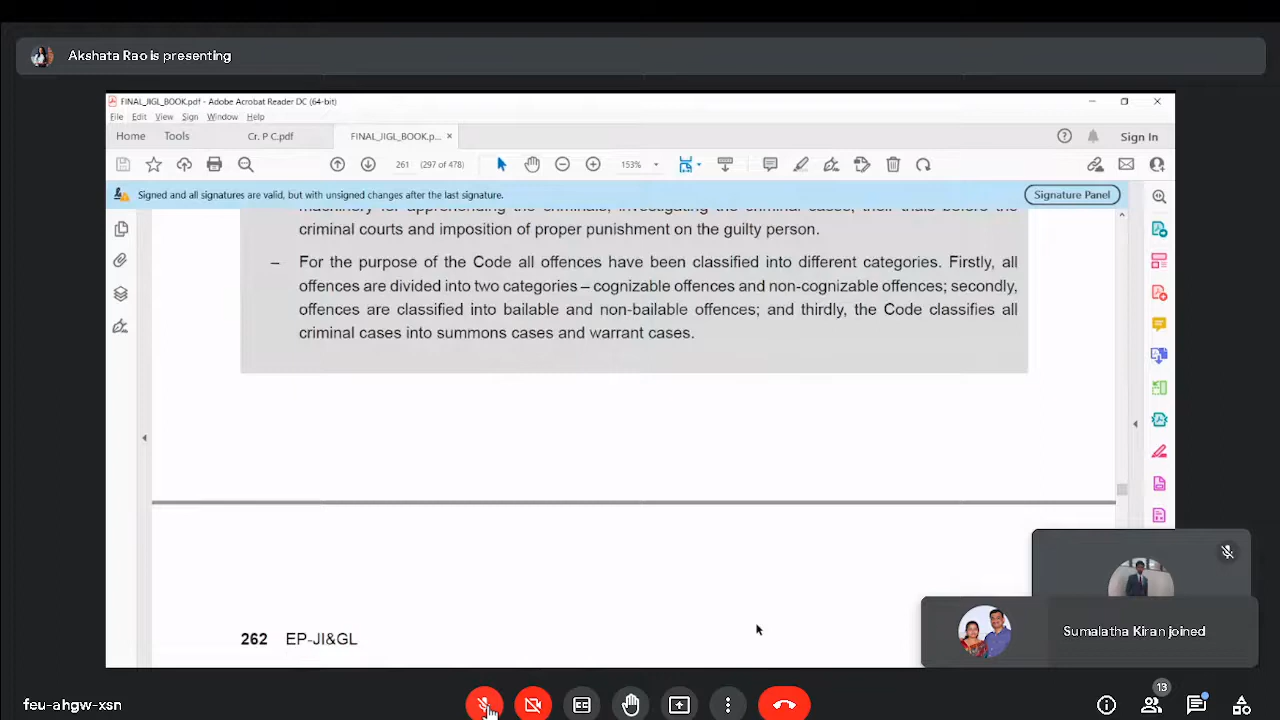 Akshata Rao is presenting
FINAL_JIGL_BOOK.pdf - Adobe Acrobat Reader DC (64-bit)
File Edit View Sign Window Help
Home Tools Cr. P C.pdf FINAL_JIGL_BOOK.p... × Sign In
261 (297 of 478) 153%
Signed and all signatures are valid, but with unsigned changes after the last signature. Signature Panel
criminal courts and imposition of proper punishment on the guilty person.
– For the purpose of the Code all offences have been classified into different categories. Firstly, all
offences are divided into two categories – cognizable offences and non-cognizable offences; secondly,
offences are classified into bailable and non-bailable offences; and thirdly, the Code classifies all
criminal cases into summons cases and warrant cases.
262 EP-JI&GL
Sumalatha Kiran joined
feu-ahgw-xsn
13